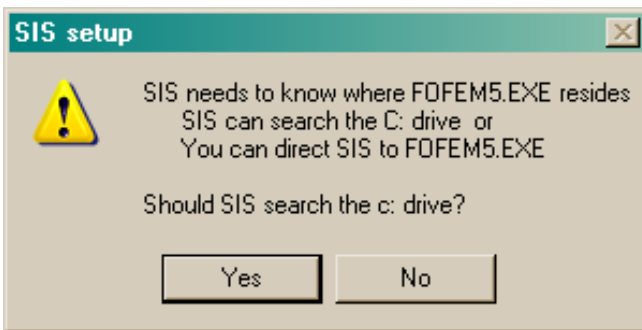 SIS setup
SIS needs to know where FOFEM5.EXE resides
SIS can search the C: drive or
You can direct SIS to FOFEM5.EXE
Should SIS search the c: drive?
Yes
No